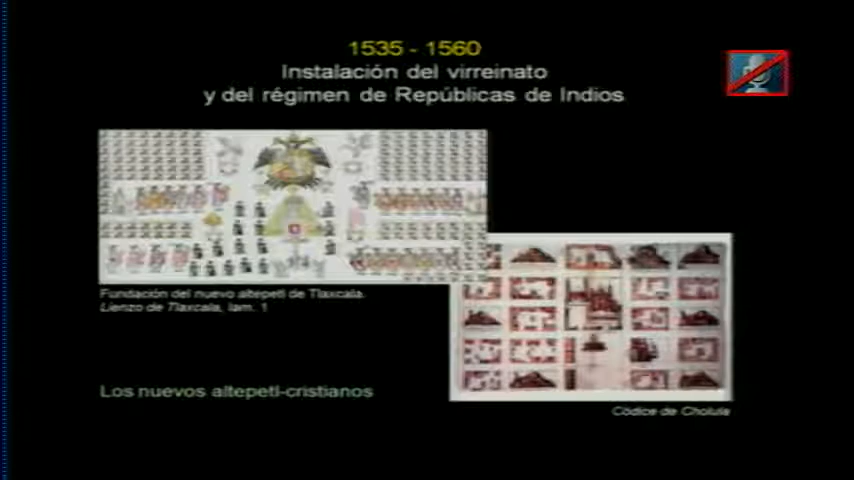 1535 - 1560
Instalación del virreinato
y del régimen de Repúblicas de Indios
Fundación del nuevo altepetl de Tlaxcala.
Lienzo de Tlaxcala, lam. 1
Los nuevos altepetl-cristianos
Códice de Cholula